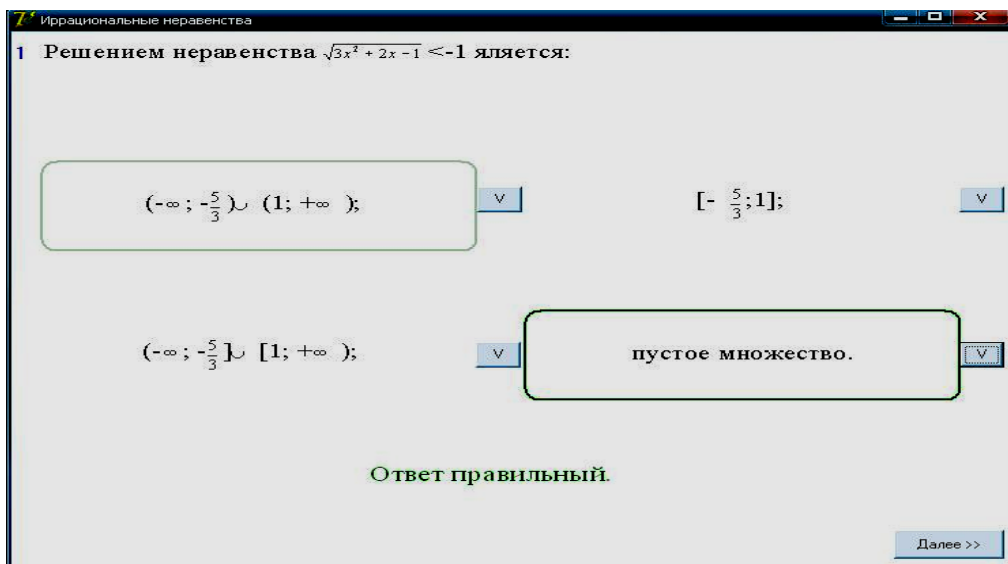 Иррациональные неравенства
1 Решением неравенства √3x² + 2x − 1 <-1 яляется:
(-∞ ; -5/3 )∪ (1; +∞ ); V
[- 5/3;1]; V
(-∞ ; -5/3 ]∪ [1; +∞ ); V
пустое множество. V
Ответ правильный.
Далее >>